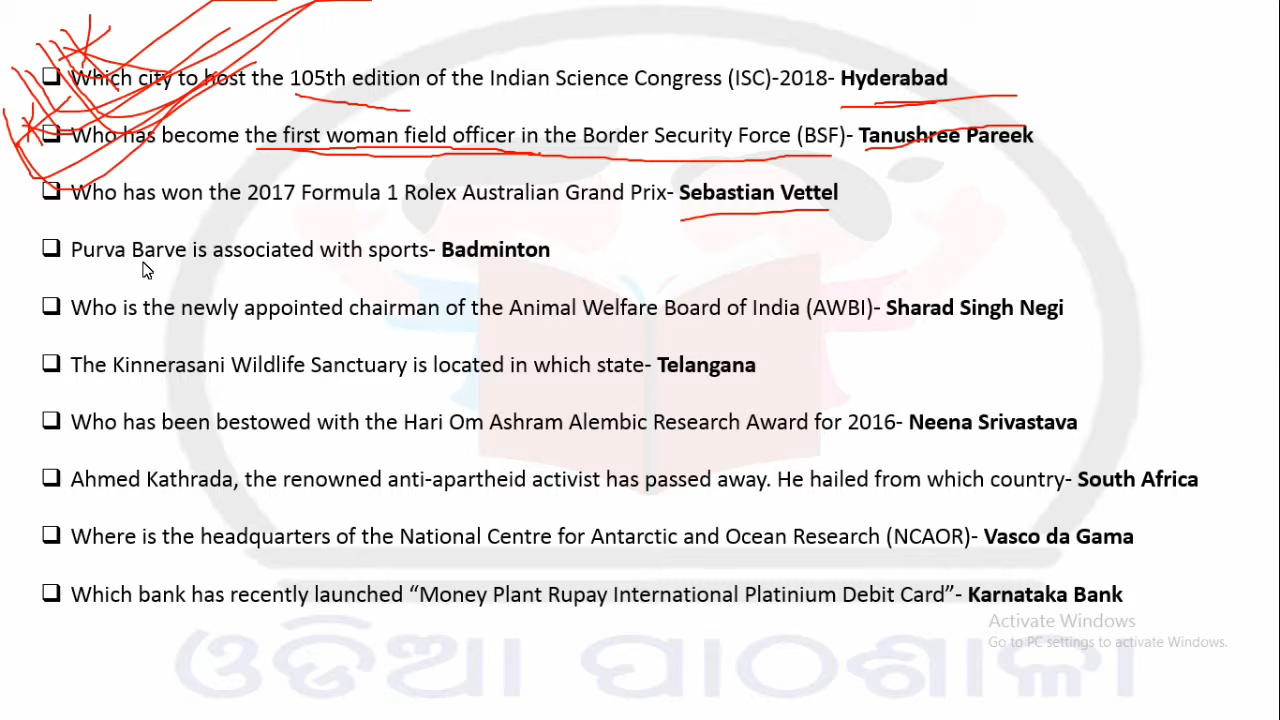 ❑ Which city to host the 105th edition of the Indian Science Congress (ISC)-2018- Hyderabad
❑ Who has become the first woman field officer in the Border Security Force (BSF)- Tanushree Pareek
❑ Who has won the 2017 Formula 1 Rolex Australian Grand Prix- Sebastian Vettel
❑ Purva Barve is associated with sports- Badminton
❑ Who is the newly appointed chairman of the Animal Welfare Board of India (AWBI)- Sharad Singh Negi
❑ The Kinnerasani Wildlife Sanctuary is located in which state- Telangana
❑ Who has been bestowed with the Hari Om Ashram Alembic Research Award for 2016- Neena Srivastava
❑ Ahmed Kathrada, the renowned anti-apartheid activist has passed away. He hailed from which country- South Africa
❑ Where is the headquarters of the National Centre for Antarctic and Ocean Research (NCAOR)- Vasco da Gama
❑ Which bank has recently launched “Money Plant Rupay International Platinium Debit Card”- Karnataka Bank
Activate Windows
Go to PC settings to activate Windows.
ଓଡ଼ିଆ ପାଠଶାଳା